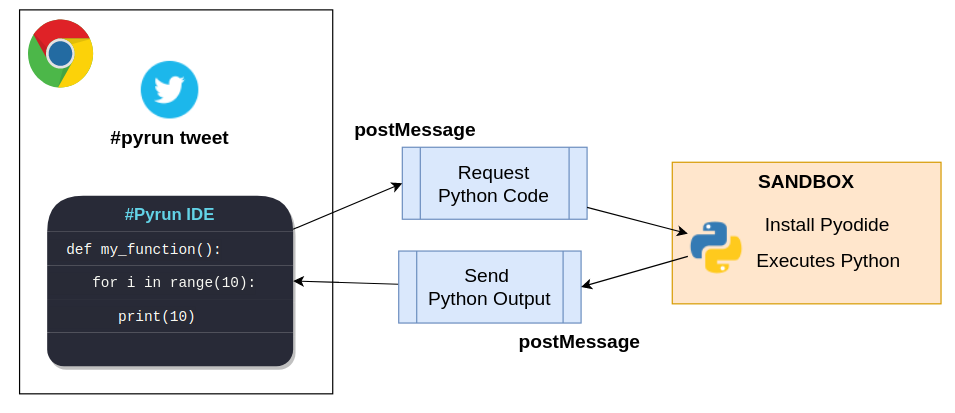 #pyrun tweet
#Pyrun IDE
def my_function():
for i in range(10):
print(10)
postMessage
Request
Python Code
Send
Python Output
postMessage
SANDBOX
Install Pyodide
Executes Python